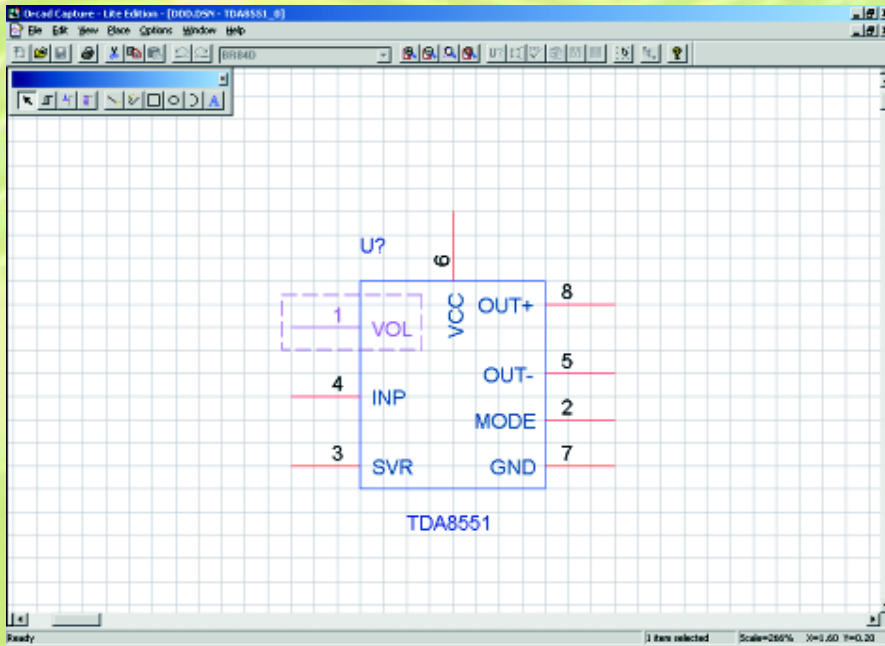 Orcad Capture - Lite Edition - [DDD.DSN - TDA8551_0]
File Edit View Place Options Window Help
BR84D
U?
6
VCC
1 VOL
OUT+ 8
OUT- 5
4 INP
MODE 2
3 SVR
GND 7
TDA8551
Ready 1 item selected Scale=266% X=1.60 Y=0.20